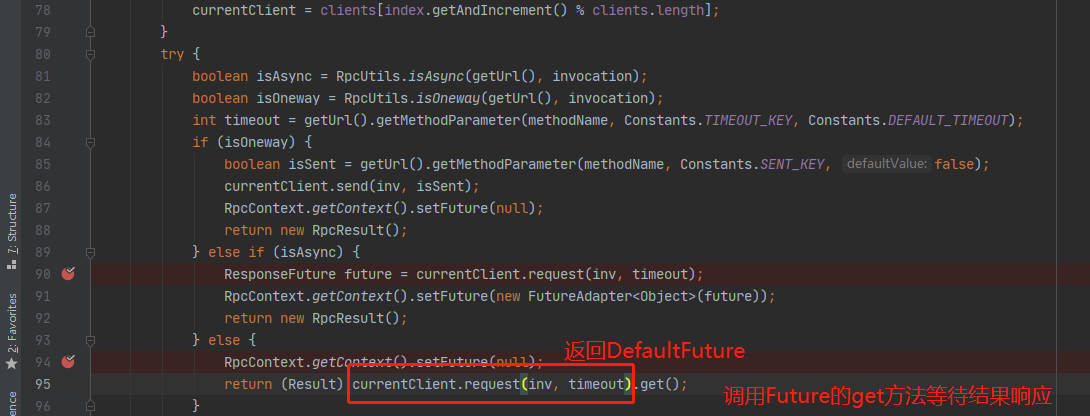 78 currentClient = clients[index.getAndIncrement() % clients.length];
79 }
80 try {
81 boolean isAsync = RpcUtils.isAsync(getUrl(), invocation);
82 boolean isOneway = RpcUtils.isOneway(getUrl(), invocation);
83 int timeout = getUrl().getMethodParameter(methodName, Constants.TIMEOUT_KEY, Constants.DEFAULT_TIMEOUT);
84 if (isOneway) {
85 boolean isSent = getUrl().getMethodParameter(methodName, Constants.SENT_KEY, defaultValue: false);
86 currentClient.send(inv, isSent);
87 RpcContext.getContext().setFuture(null);
88 return new RpcResult();
89 } else if (isAsync) {
90 ResponseFuture future = currentClient.request(inv, timeout);
91 RpcContext.getContext().setFuture(new FutureAdapter<Object>(future));
92 return new RpcResult();
93 } else {
94 RpcContext.getContext().setFuture(null);
返回DefaultFuture
95 return (Result) currentClient.request(inv, timeout).get();
调用Future的get方法等待结果响应
96 }
7: Structure
2: Favorites